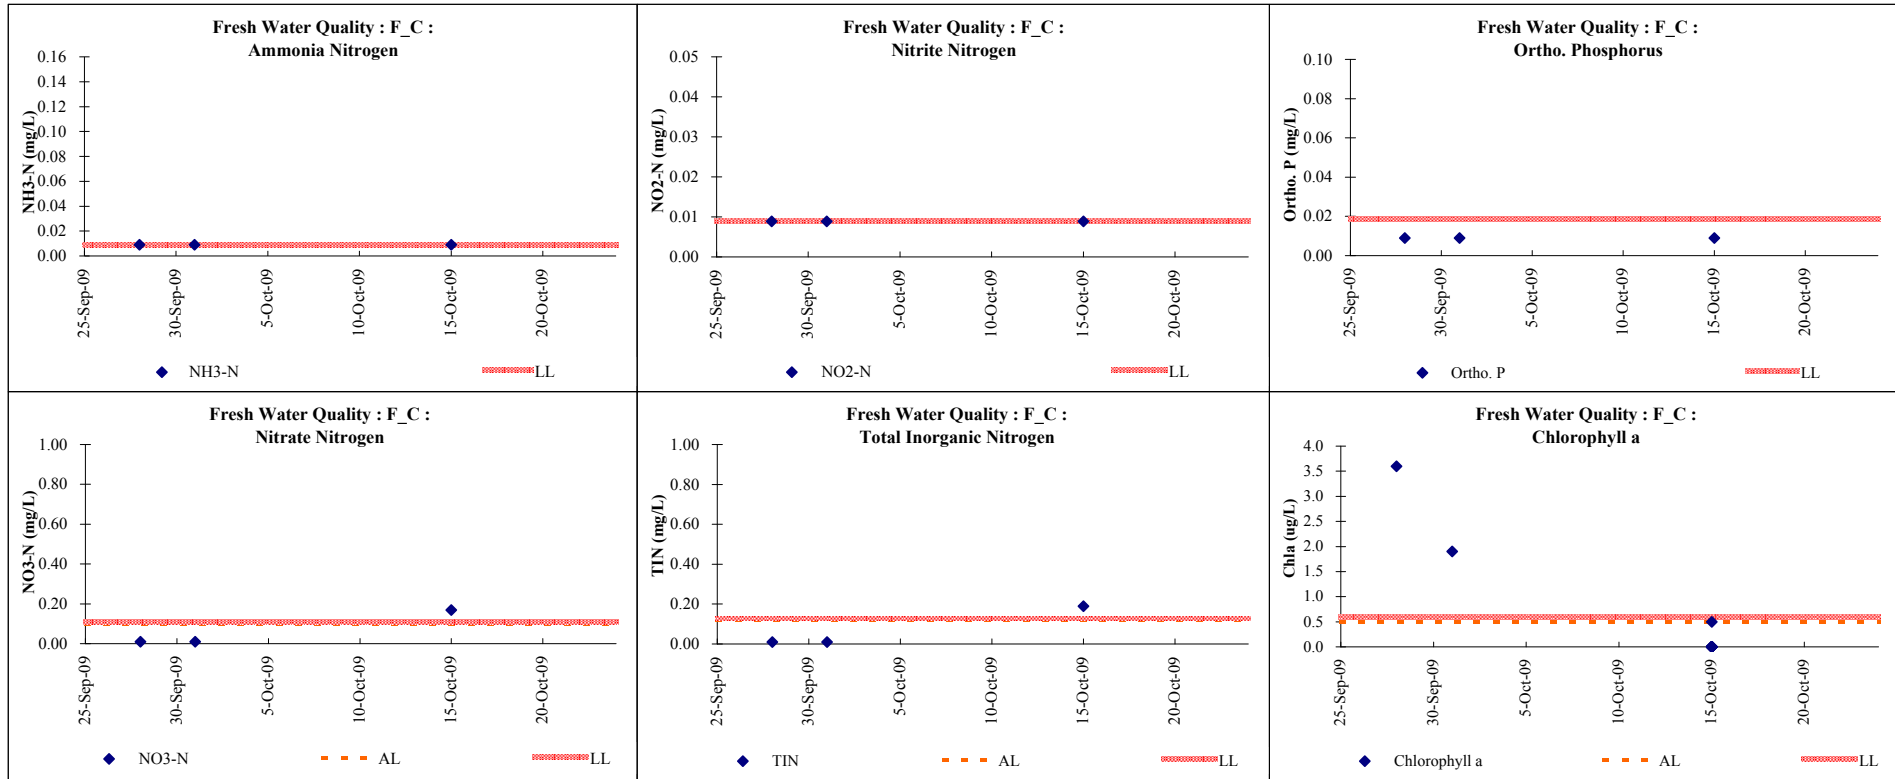 Fresh Water Quality : F_C :
Ammonia Nitrogen
NH3-N (mg/L)
0.16
0.14
0.12
0.10
0.08
0.06
0.04
0.02
0.00
25-Sep-09
30-Sep-09
5-Oct-09
10-Oct-09
15-Oct-09
20-Oct-09
NH3-N
LL
Fresh Water Quality : F_C :
Nitrite Nitrogen
NO2-N (mg/L)
0.05
0.04
0.03
0.02
0.01
0.00
25-Sep-09
30-Sep-09
5-Oct-09
10-Oct-09
15-Oct-09
20-Oct-09
NO2-N
LL
Fresh Water Quality : F_C :
Ortho. Phosphorus
Ortho. P (mg/L)
0.10
0.08
0.06
0.04
0.02
0.00
25-Sep-09
30-Sep-09
5-Oct-09
10-Oct-09
15-Oct-09
20-Oct-09
Ortho. P
LL
Fresh Water Quality : F_C :
Nitrate Nitrogen
NO3-N (mg/L)
1.00
0.80
0.60
0.40
0.20
0.00
25-Sep-09
30-Sep-09
5-Oct-09
10-Oct-09
15-Oct-09
20-Oct-09
NO3-N
AL
LL
Fresh Water Quality : F_C :
Total Inorganic Nitrogen
TIN (mg/L)
1.00
0.80
0.60
0.40
0.20
0.00
25-Sep-09
30-Sep-09
5-Oct-09
10-Oct-09
15-Oct-09
20-Oct-09
TIN
AL
LL
Fresh Water Quality : F_C :
Chlorophyll a
Chla (ug/L)
4.0
3.5
3.0
2.5
2.0
1.5
1.0
0.5
0.0
25-Sep-09
30-Sep-09
5-Oct-09
10-Oct-09
15-Oct-09
20-Oct-09
Chlorophyll a
AL
LL